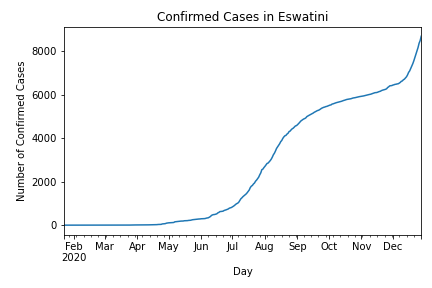 Confirmed Cases in Eswatini
Number of Confirmed Cases
8000
6000
4000
2000
0
Feb Mar Apr May Jun Jul Aug Sep Oct Nov Dec
2020
Day